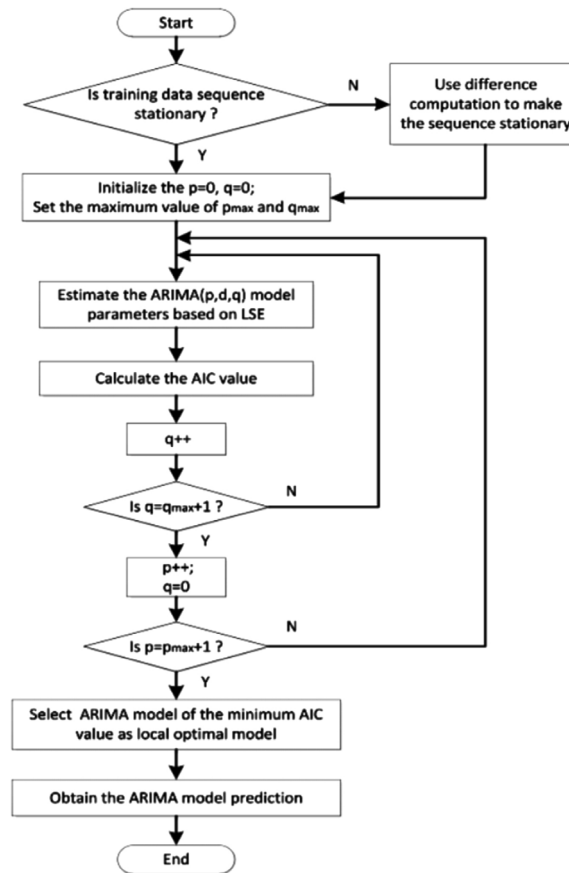 Start
Is training data sequence
stationary ?
N
Use difference
computation to make
the sequence stationary
Y
Initialize the p=0, q=0;
Set the maximum value of pmax and qmax
Estimate the ARIMA(p,d,q) model
parameters based on LSE
Calculate the AIC value
q++
Is q=qmax+1 ?
N
Y
p++;
q=0
Is p=pmax+1 ?
N
Y
Select ARIMA model of the minimum AIC
value as local optimal model
Obtain the ARIMA model prediction
End